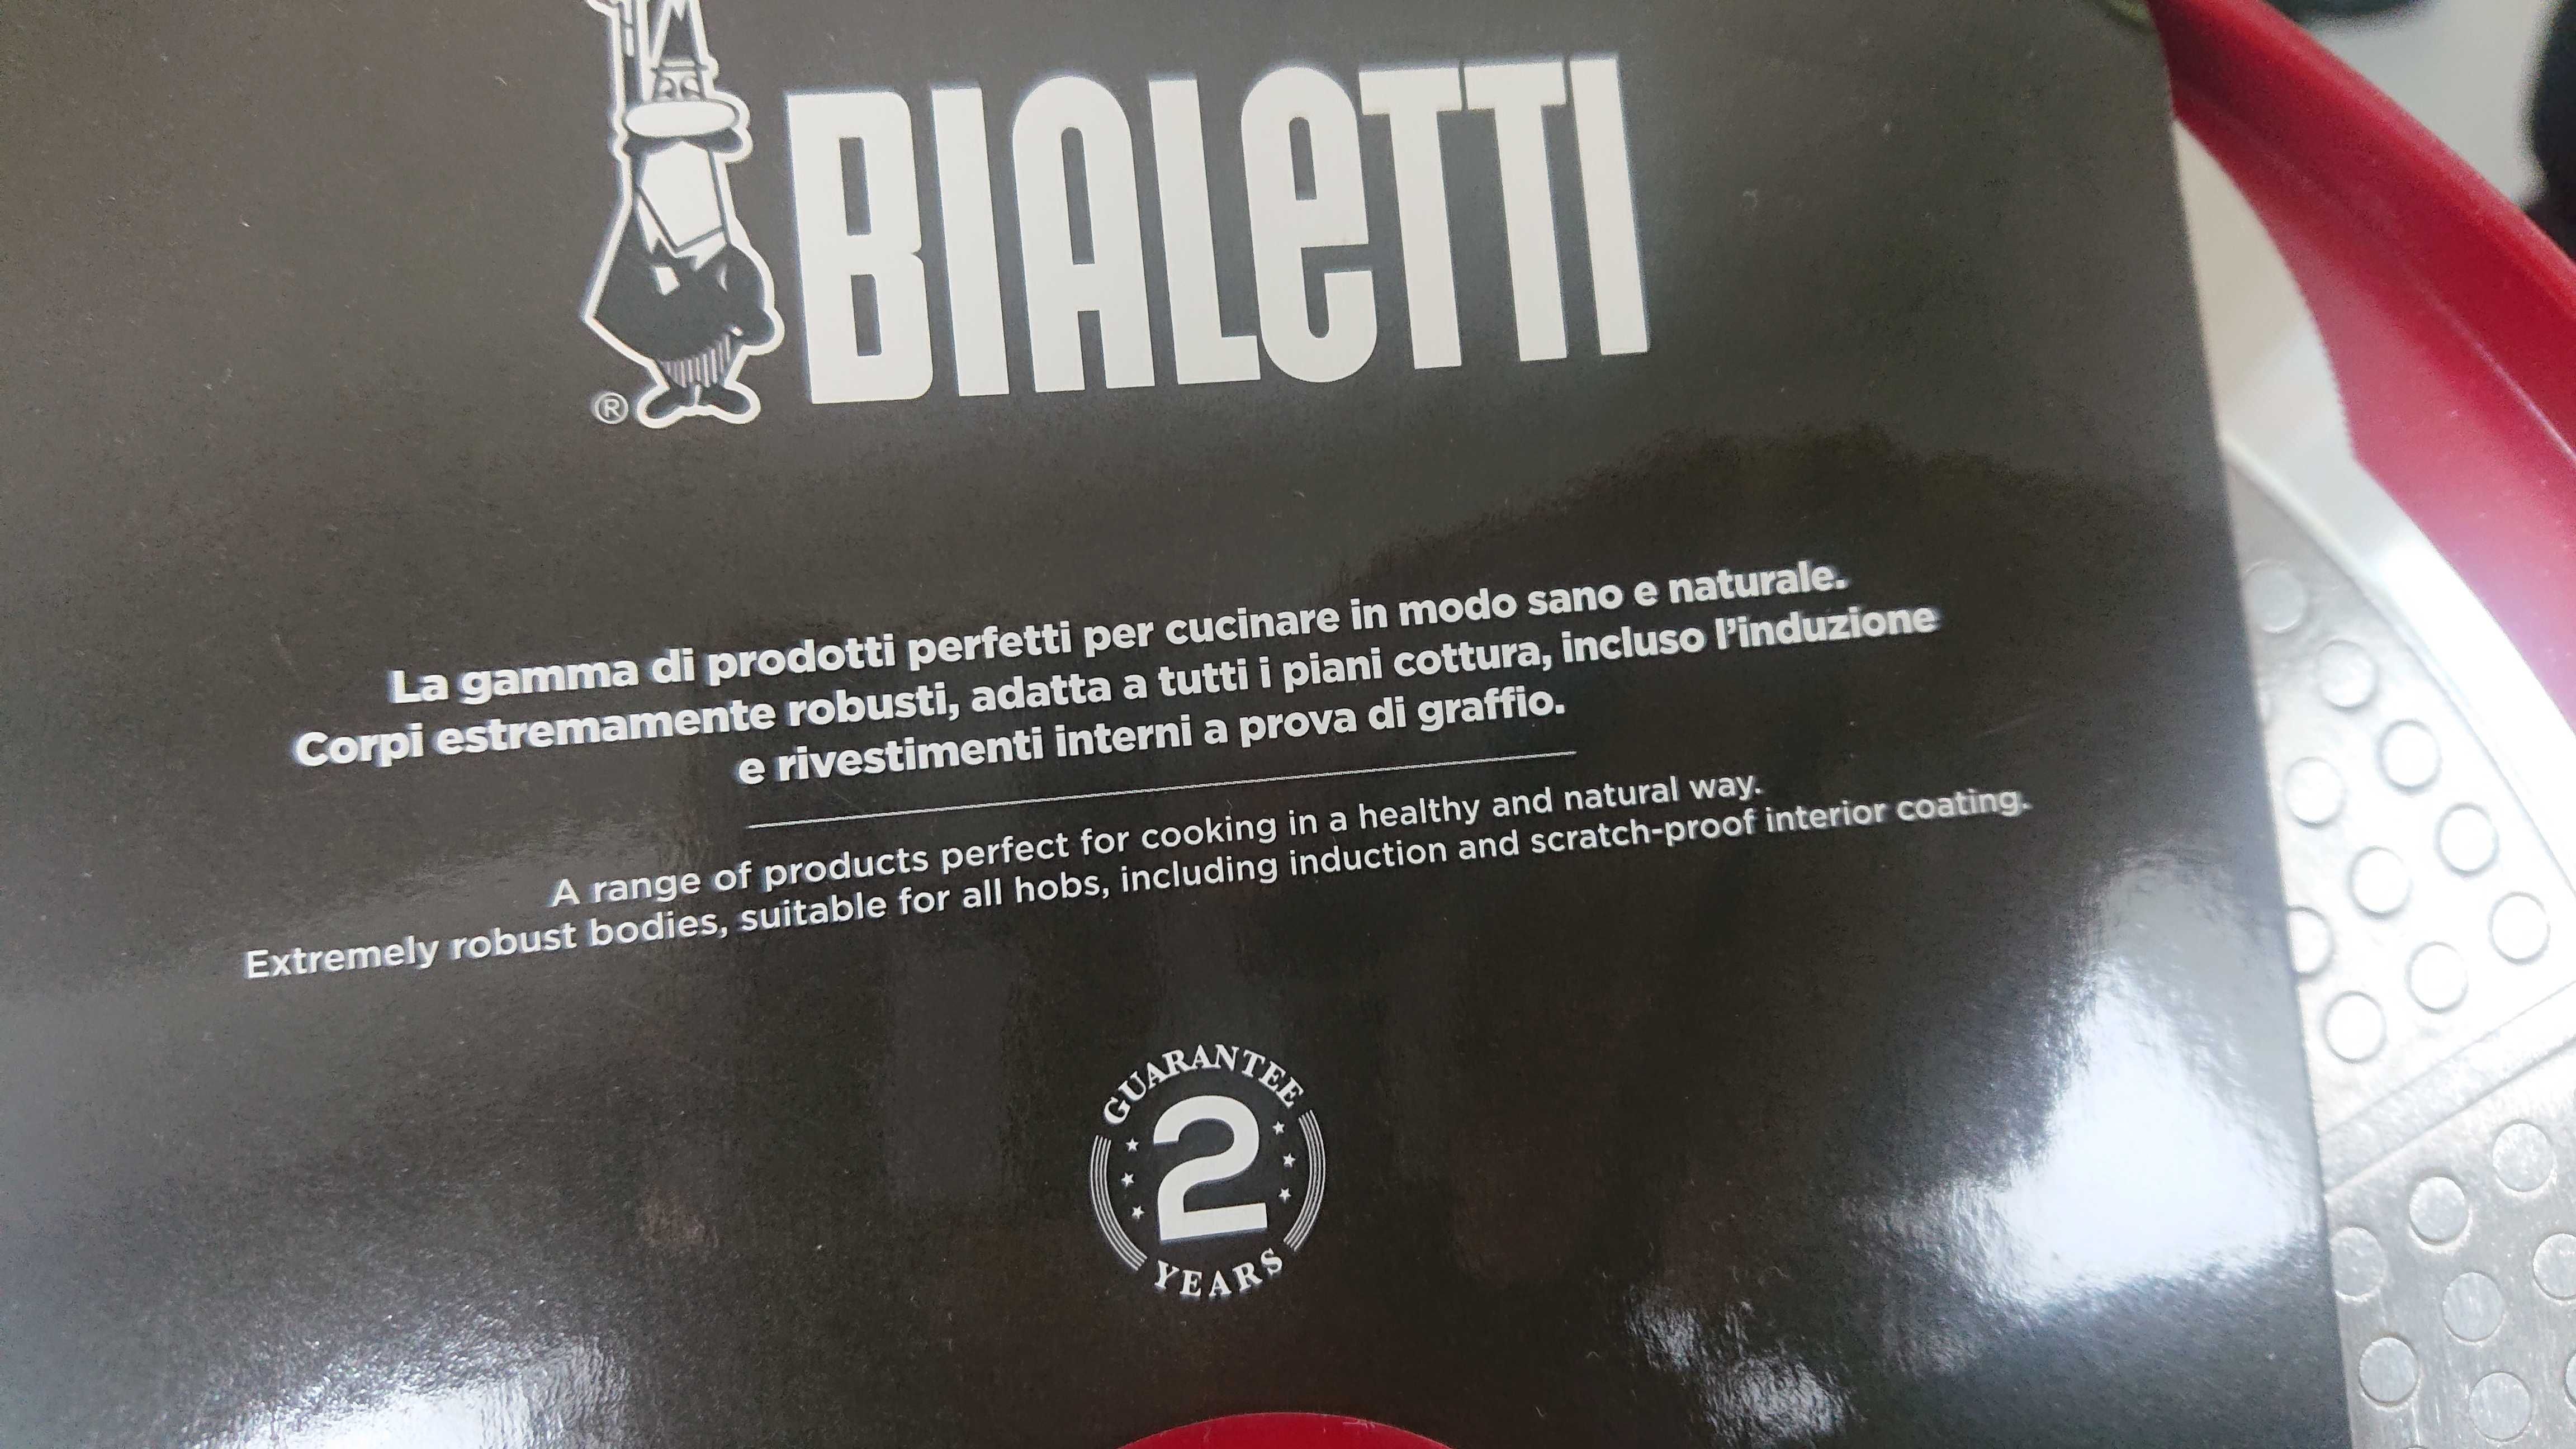 BIALETTI
®
La gamma di prodotti perfetti per cucinare in modo sano e naturale.
Corpi estremamente robusti, adatta a tutti i piani cottura, incluso l'induzione
e rivestimenti interni a prova di graffio.
A range of products perfect for cooking in a healthy and natural way.
Extremely robust bodies, suitable for all hobs, including induction and scratch-proof interior coating.
GUARANTEE
2
YEARS